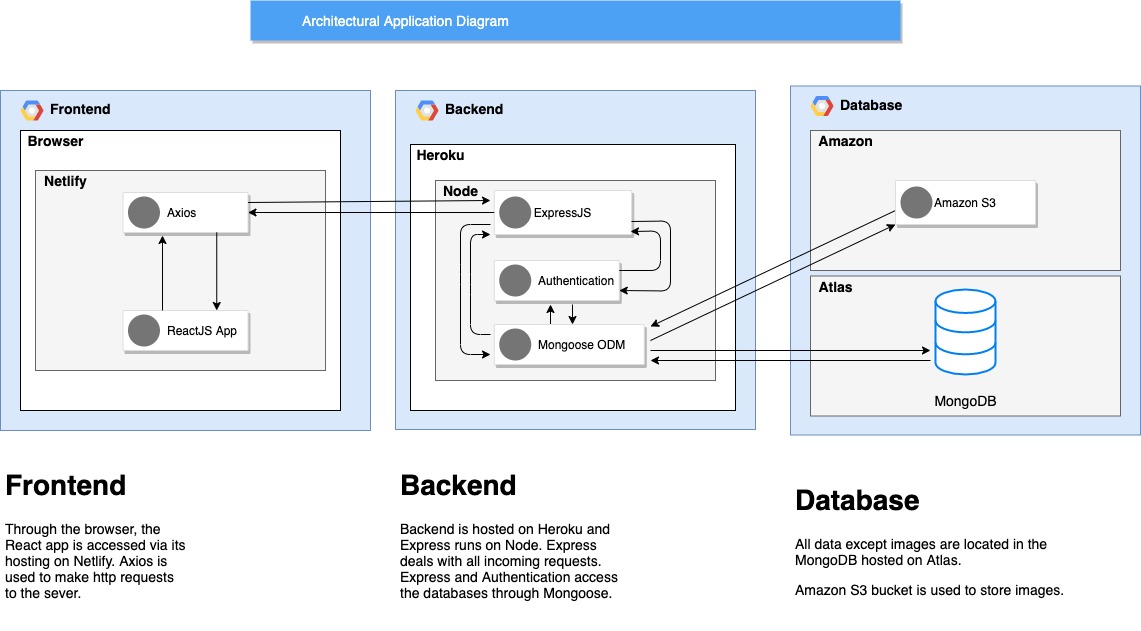 Architectural Application Diagram
Frontend
Browser
Netlify
Axios
ReactJS App
Backend
Heroku
Node
ExpressJS
Authentication
Mongoose ODM
Database
Amazon
Amazon S3
Atlas
MongoDB
Frontend
Through the browser, the
React app is accessed via its
hosting on Netlify. Axios is
used to make http requests
to the sever.
Backend
Backend is hosted on Heroku and
Express runs on Node. Express
deals with all incoming requests.
Express and Authentication access
the databases through Mongoose.
Database
All data except images are located in the
MongoDB hosted on Atlas.
Amazon S3 bucket is used to store images.